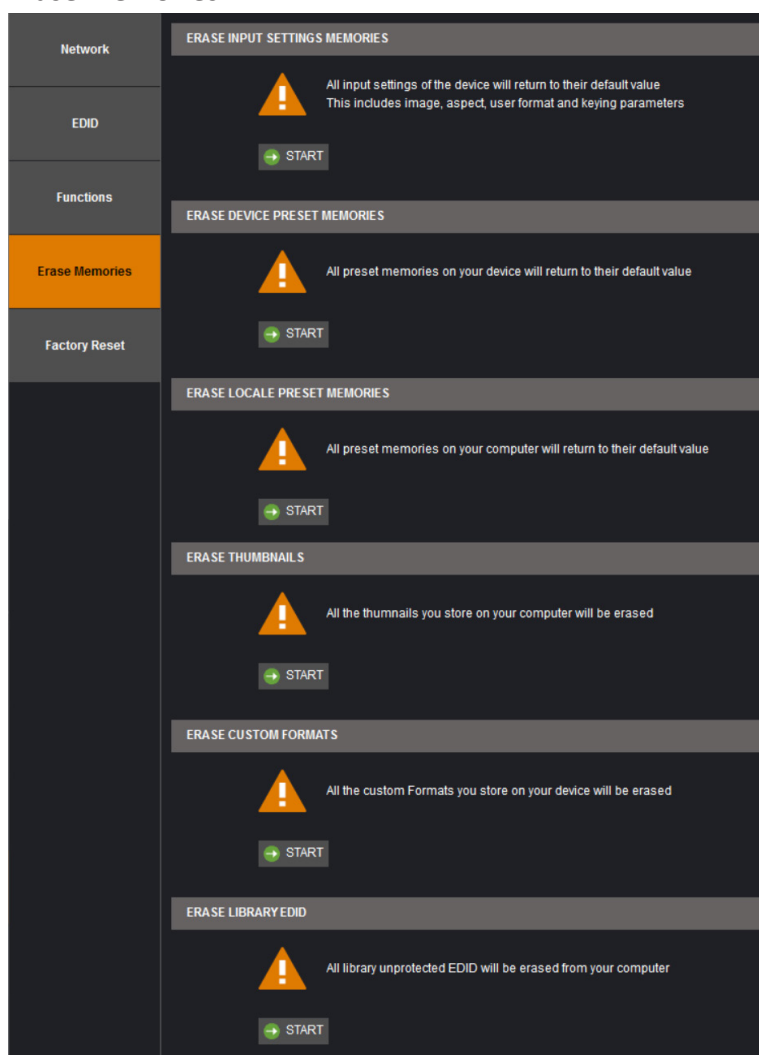 Network
EDID
Functions
Erase Memories
Factory Reset
ERASE INPUT SETTINGS MEMORIES
All input settings of the device will return to their default value
This includes image, aspect, user format and keying parameters
START
ERASE DEVICE PRESET MEMORIES
All preset memories on your device will return to their default value
START
ERASE LOCALE PRESET MEMORIES
All preset memories on your computer will return to their default value
START
ERASE THUMBNAILS
All the thumnails you store on your computer will be erased
START
ERASE CUSTOM FORMATS
All the custom Formats you store on your device will be erased
START
ERASE LIBRARY EDID
All library unprotected EDID will be erased from your computer
START